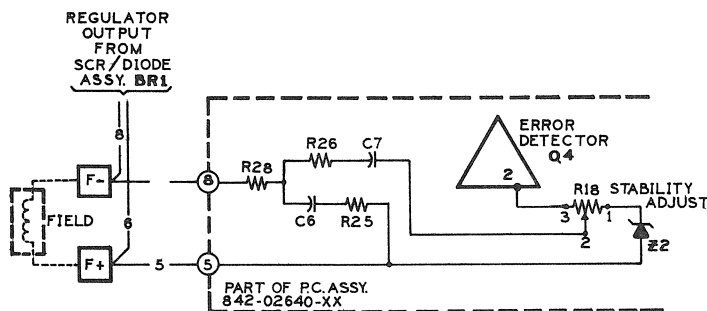 REGULATOR
OUTPUT
FROM
SCR/DIODE
ASSY. BR1
8
6
F-
8
R28
R26
C7
C6
R25
ERROR
DETECTOR
Q4
2
R18
STABILITY
ADJUST
3
1
2
Z2
FIELD
F+
5
5
PART OF P.C. ASSY.
842-02640-XX